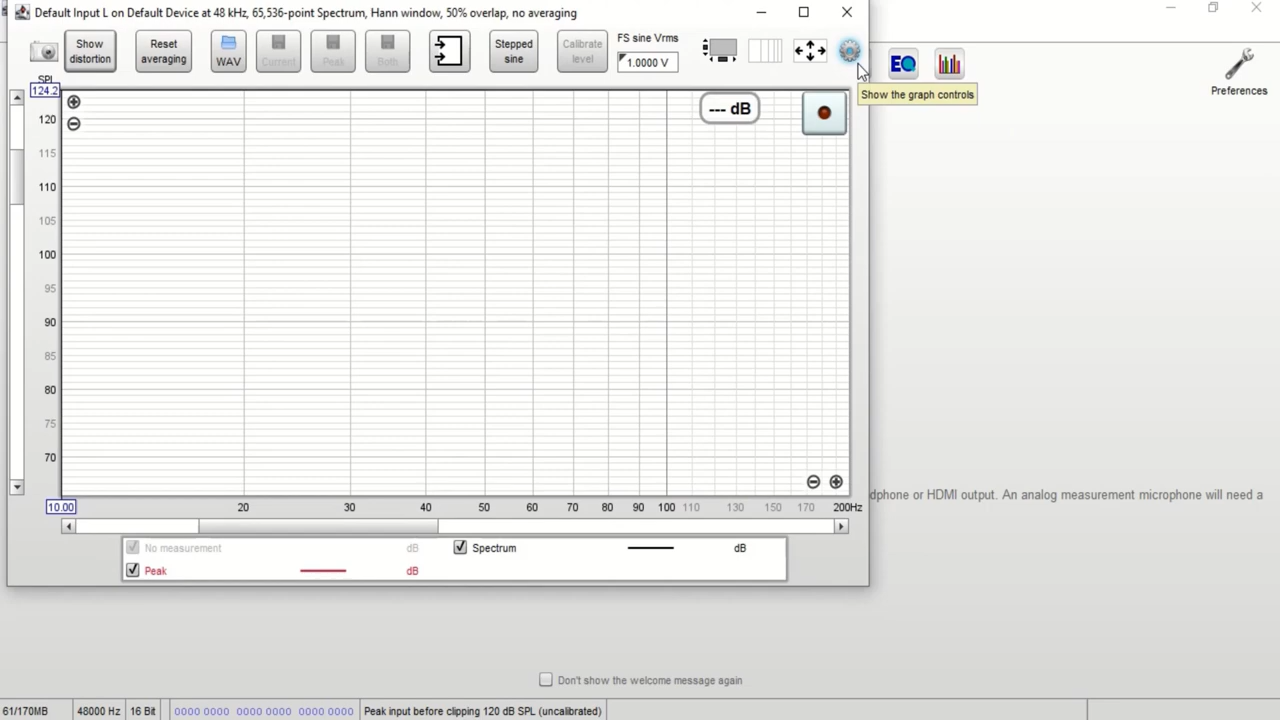 Default Input L on Default Device at 48 kHz, 65,536-point Spectrum, Hann window, 50% overlap, no averaging
Show distortion
Reset averaging
WAV
Current
Peak
Both
Stepped sine
Calibrate level
FS sine Vrms
1.0000 V
EQ
Preferences
Show the graph controls
SPL
124.2
--- dB
120
115
110
105
100
95
90
85
80
75
70
10.00 20 30 40 50 60 70 80 90 100 110 130 150 170 200Hz
dphone or HDMI output. An analog measurement microphone will need a
No measurement dB Spectrum dB
Peak dB
Don't show the welcome message again
61/170MB 48000 Hz 16 Bit 0000 0000 0000 0000 0000 0000 Peak input before clipping 120 dB SPL (uncalibrated)